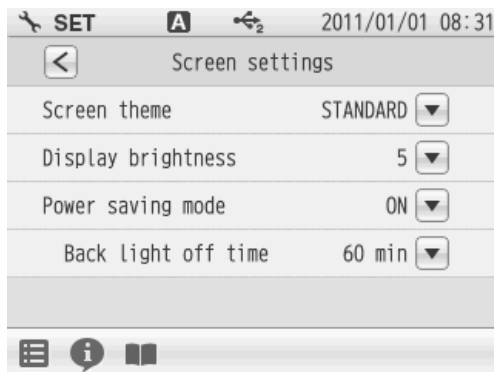 SET A 2 2011/01/01 08:31
Screen settings
Screen theme STANDARD
Display brightness 5
Power saving mode ON
Back light off time 60 min